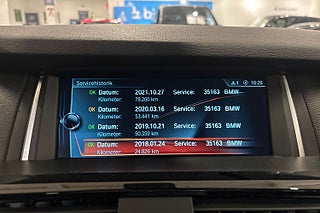 Servicehistorik
1 10:29
OK Datum: 2021.10.27 Service: 35163 BMW
Kilometer: 78.260 km
OK Datum: 2020.03.16 Service: 35163 BMW
Kilometer: 53.441 km
OK Datum: 2019.10.21 Service: 35163 BMW
Kilometer: 50.359 km
OK Datum: 2018.01.24 Service: 35163 BMW
Kilometer: 24.826 km